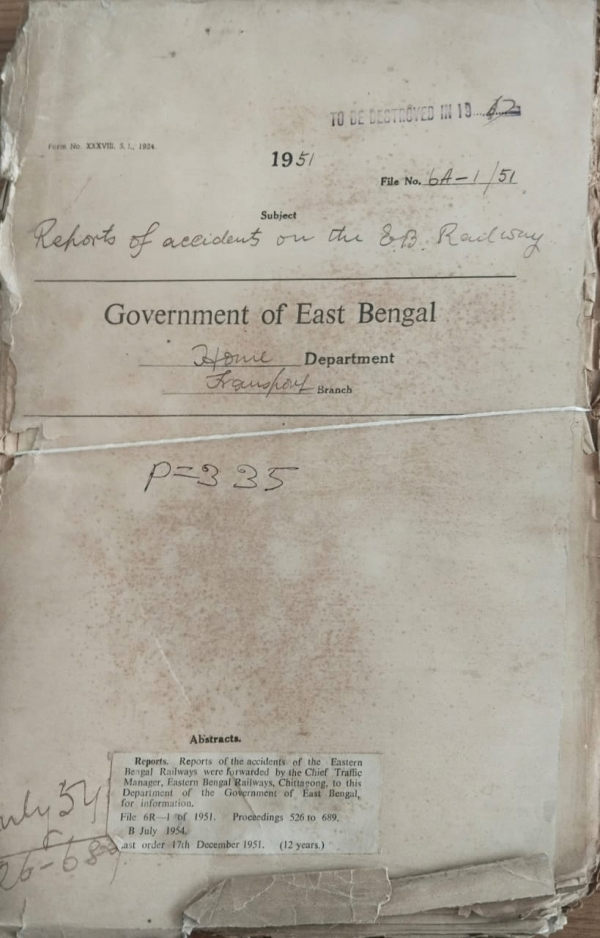 TO BE DESTROYED IN 19
Form No. XXXVIII. S. I., 1924.
1951
File No. 6A-1/51
Subject
Reports of accidents on the E.B. Railway
Government of East Bengal
Home Department
Transport Branch
P=335
Abstracts.
Reports. Reports of the accidents of the Eastern
Bengal Railways were forwarded by the Chief Traffic
Manager, Eastern Bengal Railways, Chittagong, to this
Department of the Government of East Bengal,
for information.
File 6R—1 of 1951. Proceedings 526 to 689.
B July 1954.
ast order 17th December 1951. (12 years.)
uly 54
26-689